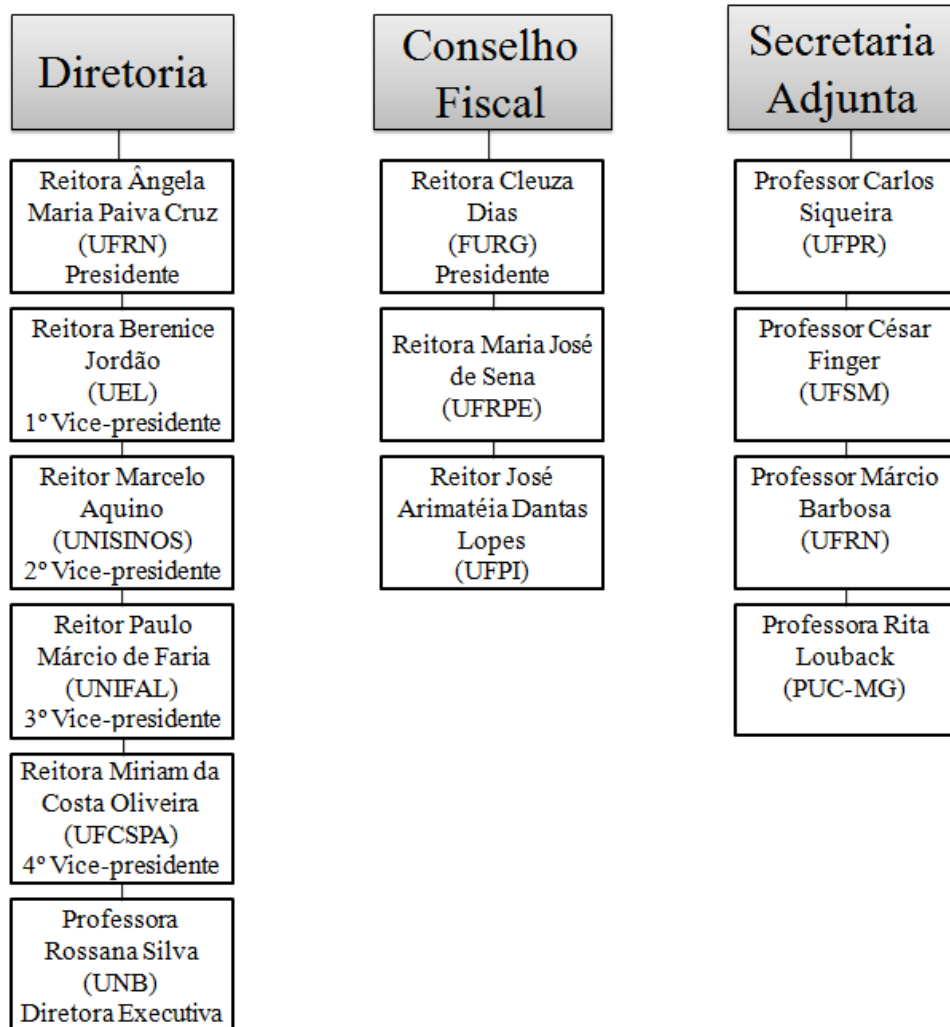 Diretoria
Reitora Ângela
Maria Paiva Cruz
(UFRN)
Presidente
Reitora Berenice
Jordão
(UEL)
1º Vice-presidente
Reitor Marcelo
Aquino
(UNISINOS)
2º Vice-presidente
Reitor Paulo
Márcio de Faria
(UNIFAL)
3º Vice-presidente
Reitora Miriam da
Costa Oliveira
(UFCSPA)
4º Vice-presidente
Professora
Rossana Silva
(UNB)
Diretora Executiva
Conselho
Fiscal
Reitora Cleuza
Dias
(FURG)
Presidente
Reitora Maria José
de Sena
(UFRPE)
Reitor José
Arimatéia Dantas
Lopes
(UFPI)
Secretaria
Adjunta
Professor Carlos
Siqueira
(UFPR)
Professor César
Finger
(UFSM)
Professor Márcio
Barbosa
(UFRN)
Professora Rita
Louback
(PUC-MG)